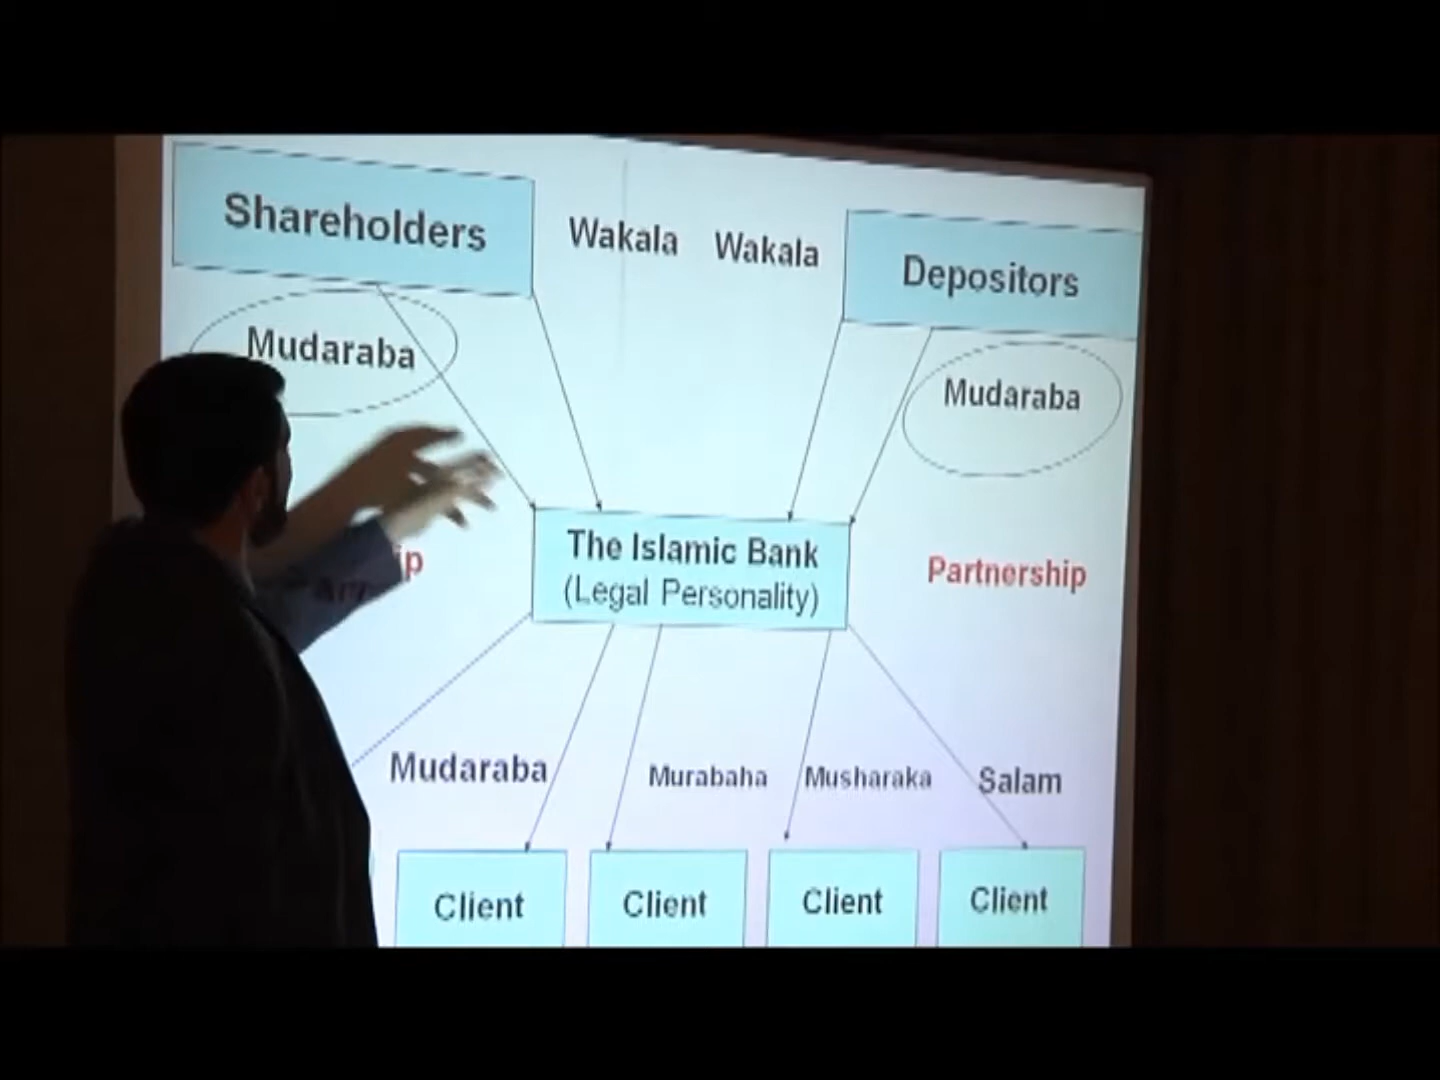 Shareholders
Wakala
Wakala
Depositors
Mudaraba
Mudaraba
The Islamic Bank
(Legal Personality)
Partnership
Mudaraba
Murabaha
Musharaka
Salam
Client
Client
Client
Client